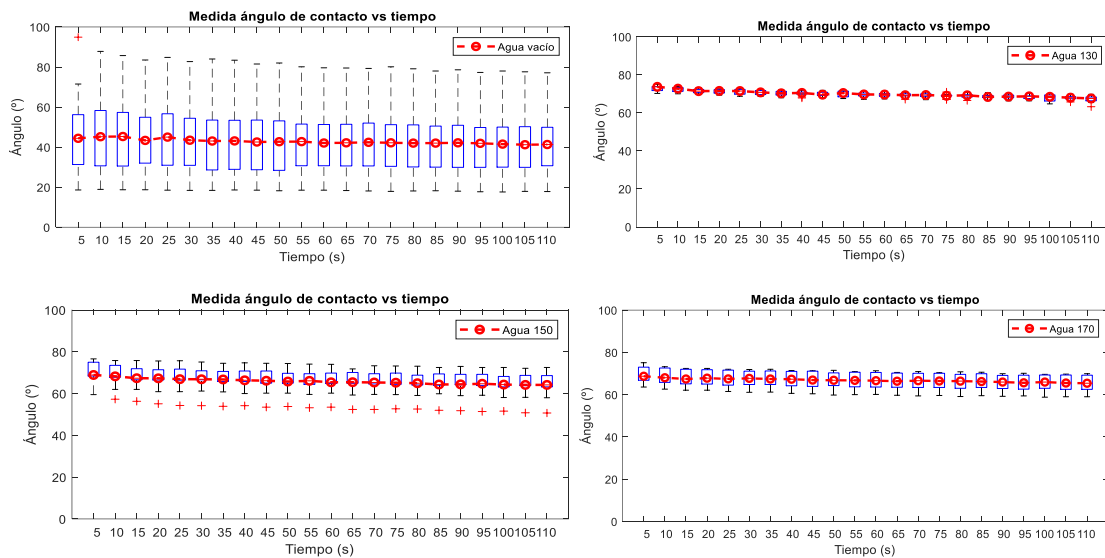 Medida ángulo de contacto vs tiempo
Agua vacío
Ángulo (º)
100
80
60
40
20
0
5 10 15 20 25 30 35 40 45 50 55 60 65 70 75 80 85 90 95 100 105 110
Tiempo (s)
Medida ángulo de contacto vs tiempo
Agua 130
Ángulo (º)
100
80
60
40
20
0
5 10 15 20 25 30 35 40 45 50 55 60 65 70 75 80 85 90 95 100 105 110
Tiempo (s)
Medida ángulo de contacto vs tiempo
Agua 150
Ángulo (º)
100
80
60
40
20
0
5 10 15 20 25 30 35 40 45 50 55 60 65 70 75 80 85 90 95 100 105 110
Tiempo (s)
Medida ángulo de contacto vs tiempo
Agua 170
Ángulo (º)
100
80
60
40
20
0
5 10 15 20 25 30 35 40 45 50 55 60 65 70 75 80 85 90 95 100 105 110
Tiempo (s)